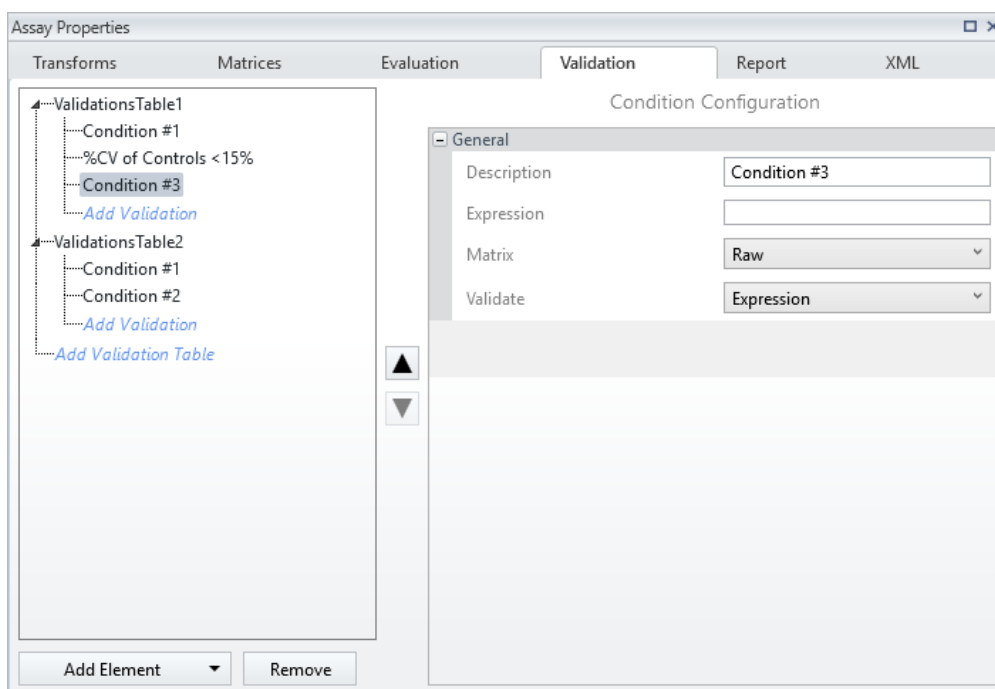 Assay Properties
Transforms Matrices Evaluation Validation Report XML
ValidationsTable1
Condition #1
%CV of Controls <15%
Condition #3
Add Validation
ValidationsTable2
Condition #1
Condition #2
Add Validation
Add Validation Table
Add Element Remove
Condition Configuration
General
Description Condition #3
Expression
Matrix Raw
Validate Expression